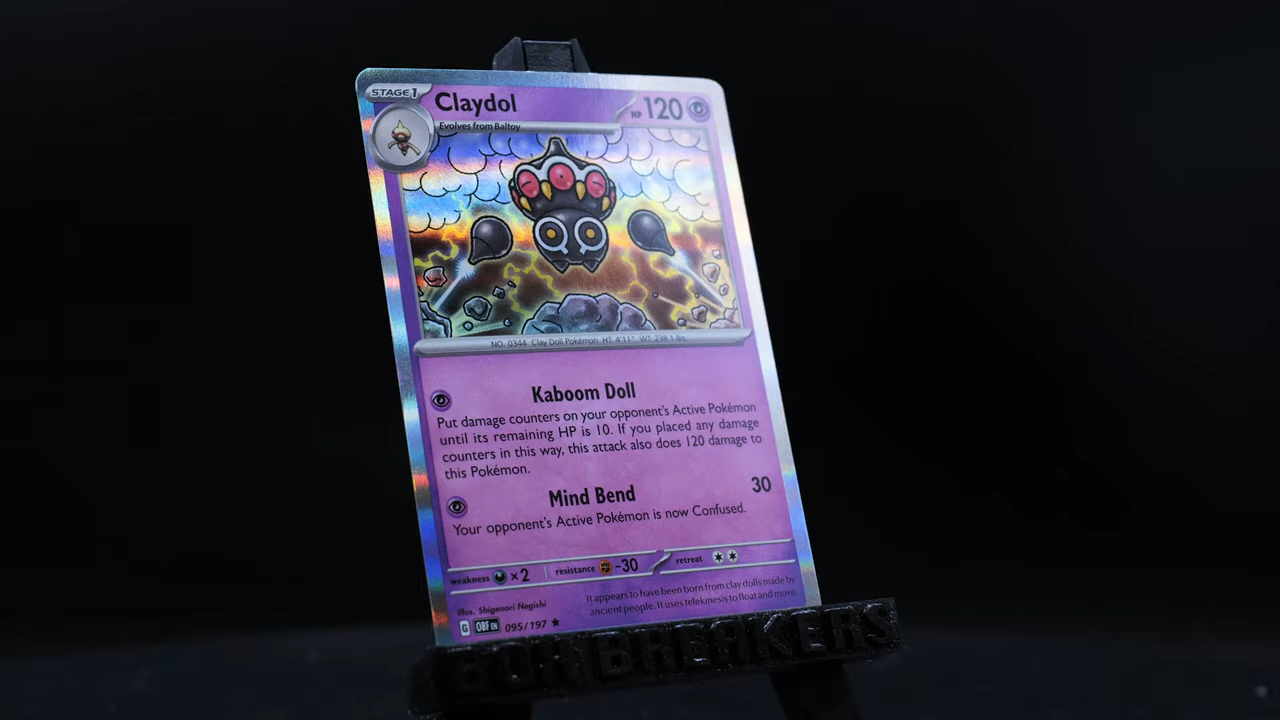 STAGE 1
Claydol
HP 120
Evolves from Baltoy
NO. 0344 Clay Doll Pokémon HT. 4'11" WT. 238.1 lbs.
Kaboom Doll
Put damage counters on your opponent's Active Pokémon
until its remaining HP is 10. If you placed any damage
counters in this way, this attack also does 120 damage to
this Pokémon.
Mind Bend 30
Your opponent's Active Pokémon is now Confused.
weakness ×2 resistance -30 retreat
It appears to have been born from clay dolls made by
ancient people. It uses telekinesis to float and move.
Illus. Shigenori Negishi
G OBF EN 095/197
BREAKERS